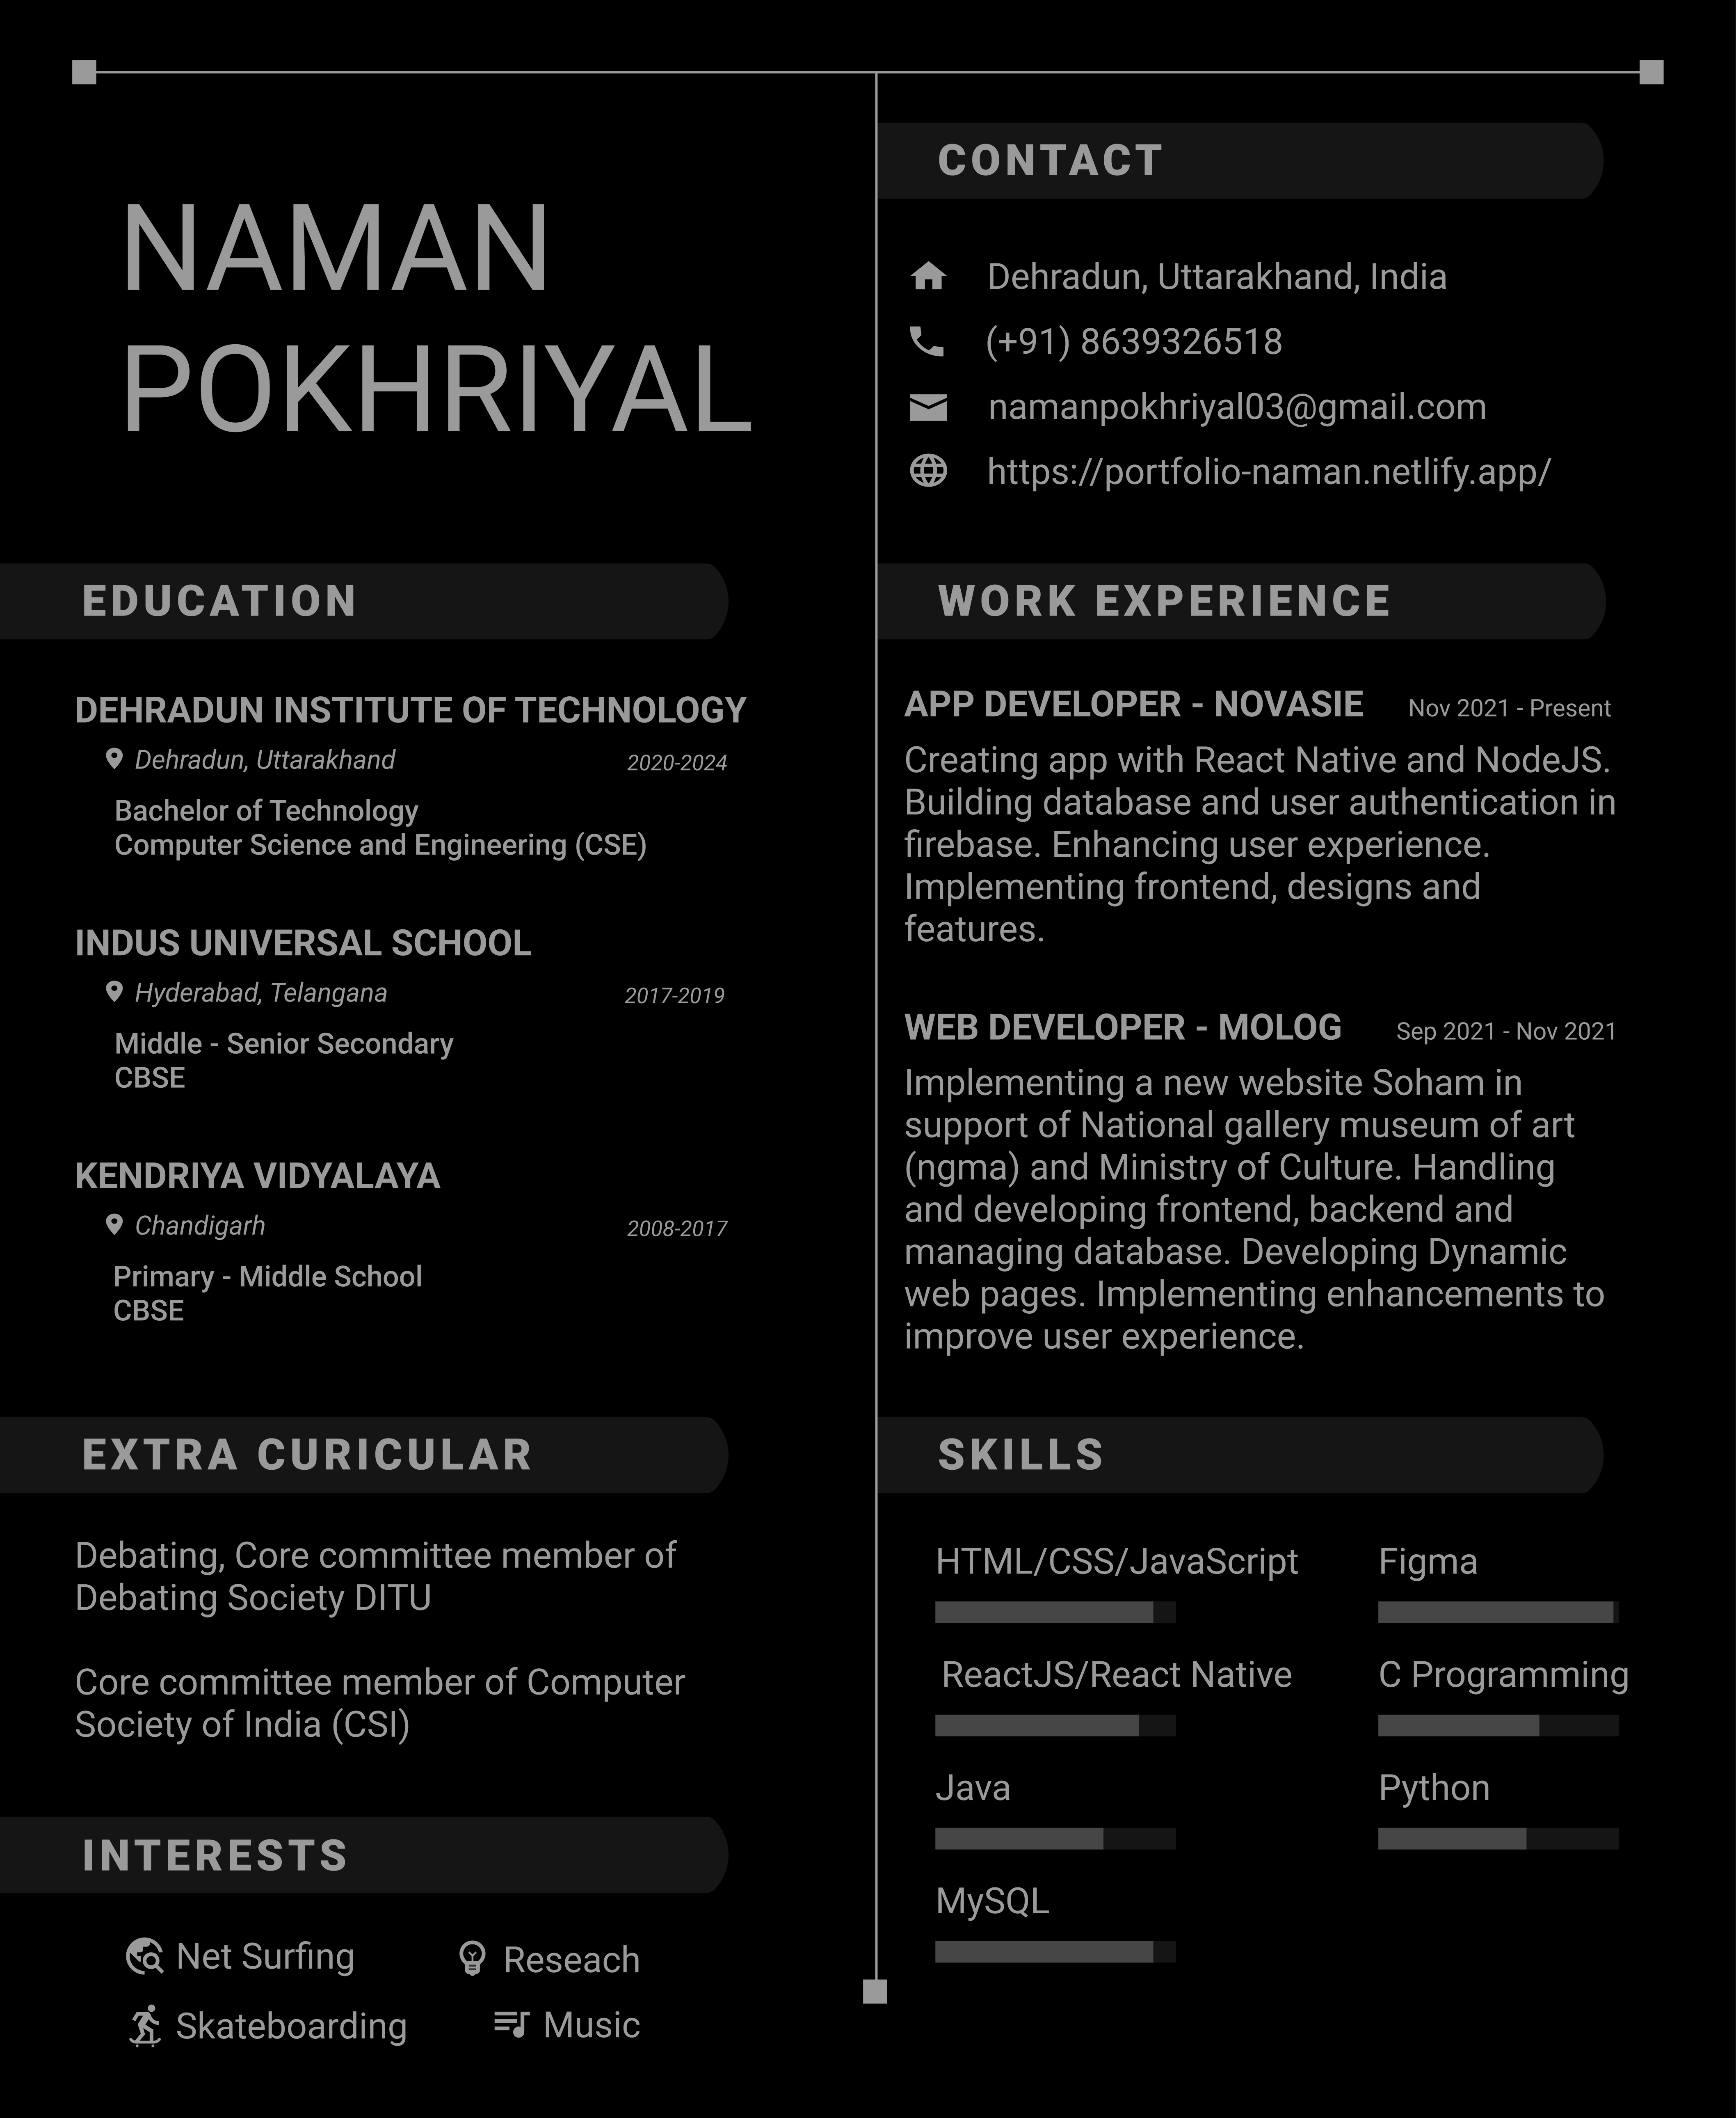 NAMAN
POKHRIYAL
EDUCATION
DEHRADUN INSTITUTE OF TECHNOLOGY
Dehradun, Uttarakhand 2020-2024
Bachelor of Technology
Computer Science and Engineering (CSE)
INDUS UNIVERSAL SCHOOL
Hyderabad, Telangana 2017-2019
Middle - Senior Secondary
CBSE
KENDRIYA VIDYALAYA
Chandigarh 2008-2017
Primary - Middle School
CBSE
EXTRA CURICULAR
Debating, Core committee member of
Debating Society DITU
Core committee member of Computer
Society of India (CSI)
INTERESTS
Net Surfing Reseach
Skateboarding Music
CONTACT
Dehradun, Uttarakhand, India
(+91) 8639326518
namanpokhriyal03@gmail.com
https://portfolio-naman.netlify.app/
WORK EXPERIENCE
APP DEVELOPER - NOVASIE Nov 2021 - Present
Creating app with React Native and NodeJS.
Building database and user authentication in
firebase. Enhancing user experience.
Implementing frontend, designs and
features.
WEB DEVELOPER - MOLOG Sep 2021 - Nov 2021
Implementing a new website Soham in
support of National gallery museum of art
(ngma) and Ministry of Culture. Handling
and developing frontend, backend and
managing database. Developing Dynamic
web pages. Implementing enhancements to
improve user experience.
SKILLS
HTML/CSS/JavaScript Figma
ReactJS/React Native C Programming
Java Python
MySQL